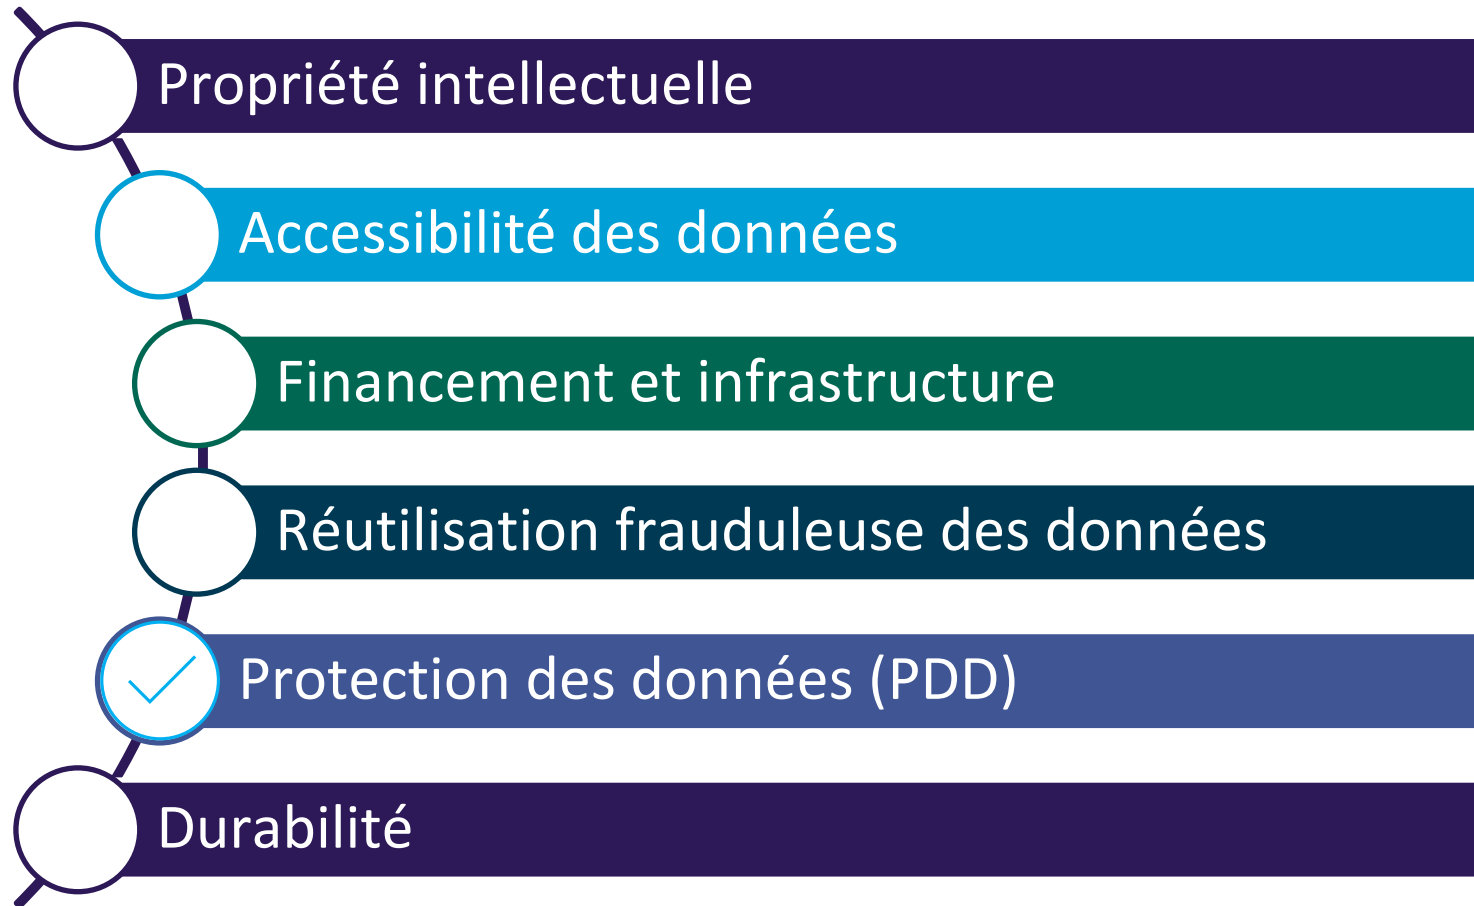 Propriété intellectuelle
Accessibilité des données
Financement et infrastructure
Réutilisation frauduleuse des données
Protection des données (PDD)
Durabilité